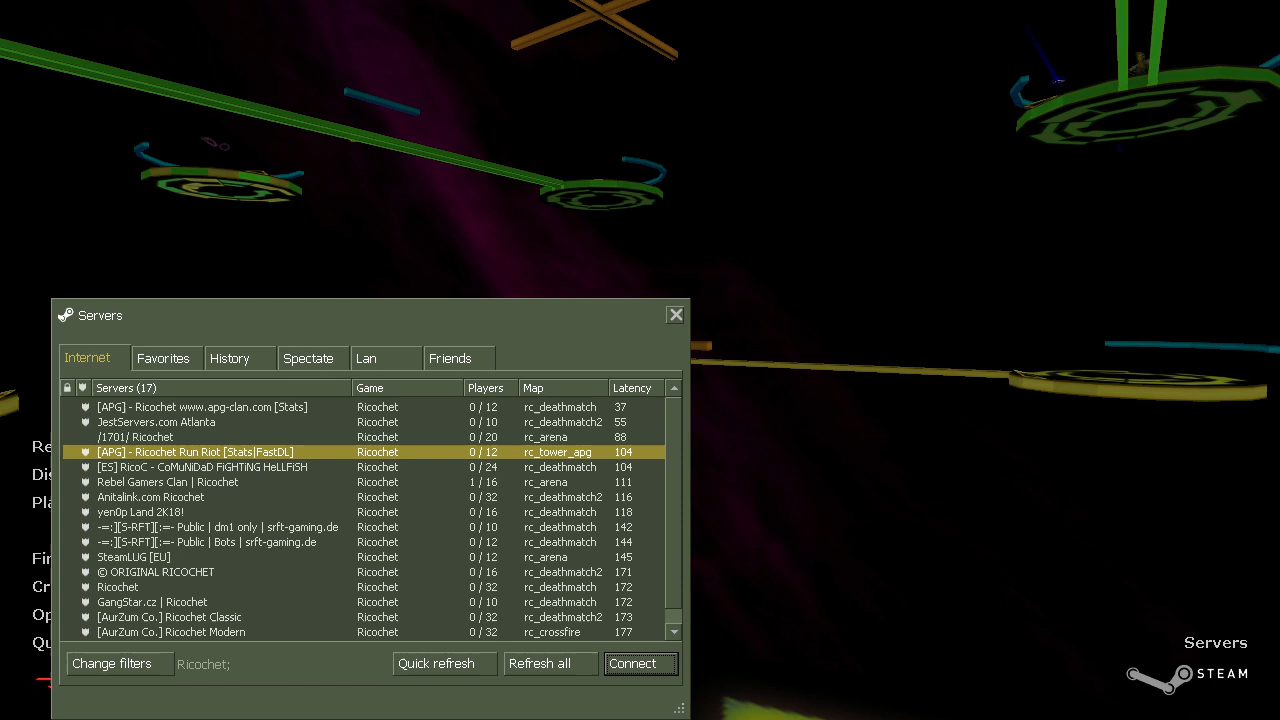 Servers
Internet Favorites History Spectate Lan Friends
Servers (17) Game Players Map Latency
[APG] - Ricochet www.apg-clan.com [Stats] Ricochet 0 / 12 rc_deathmatch 37
JestServers.com Atlanta Ricochet 0 / 10 rc_deathmatch2 55
/1701/ Ricochet Ricochet 0 / 20 rc_arena 88
[APG] - Ricochet Run Riot [Stats|FastDL] Ricochet 0 / 12 rc_tower_apg 104
[ES] RicoC - CoMuNiDaD FiGHTiNG HeLLFiSH Ricochet 0 / 24 rc_deathmatch 104
Rebel Gamers Clan | Ricochet Ricochet 1 / 16 rc_arena 111
Anitalink.com Ricochet Ricochet 0 / 32 rc_deathmatch2 116
yen0p Land 2K18! Ricochet 0 / 16 rc_deathmatch 118
-=:][S-RFT][:=- Public | dm1 only | srft-gaming.de Ricochet 0 / 10 rc_deathmatch 142
-=:][S-RFT][:=- Public | Bots | srft-gaming.de Ricochet 0 / 12 rc_deathmatch 144
SteamLUG [EU] Ricochet 0 / 12 rc_arena 145
© ORIGINAL RICOCHET Ricochet 0 / 16 rc_deathmatch2 171
Ricochet Ricochet 0 / 32 rc_deathmatch 172
GangStar.cz | Ricochet Ricochet 0 / 10 rc_deathmatch 172
[AurZum Co.] Ricochet Classic Ricochet 0 / 32 rc_deathmatch2 173
[AurZum Co.] Ricochet Modern Ricochet 0 / 32 rc_crossfire 177
Change filters Ricochet; Quick refresh Refresh all Connect
Re
Dis
Pla
Fin
Cr
Op
Qu
Servers
STEAM